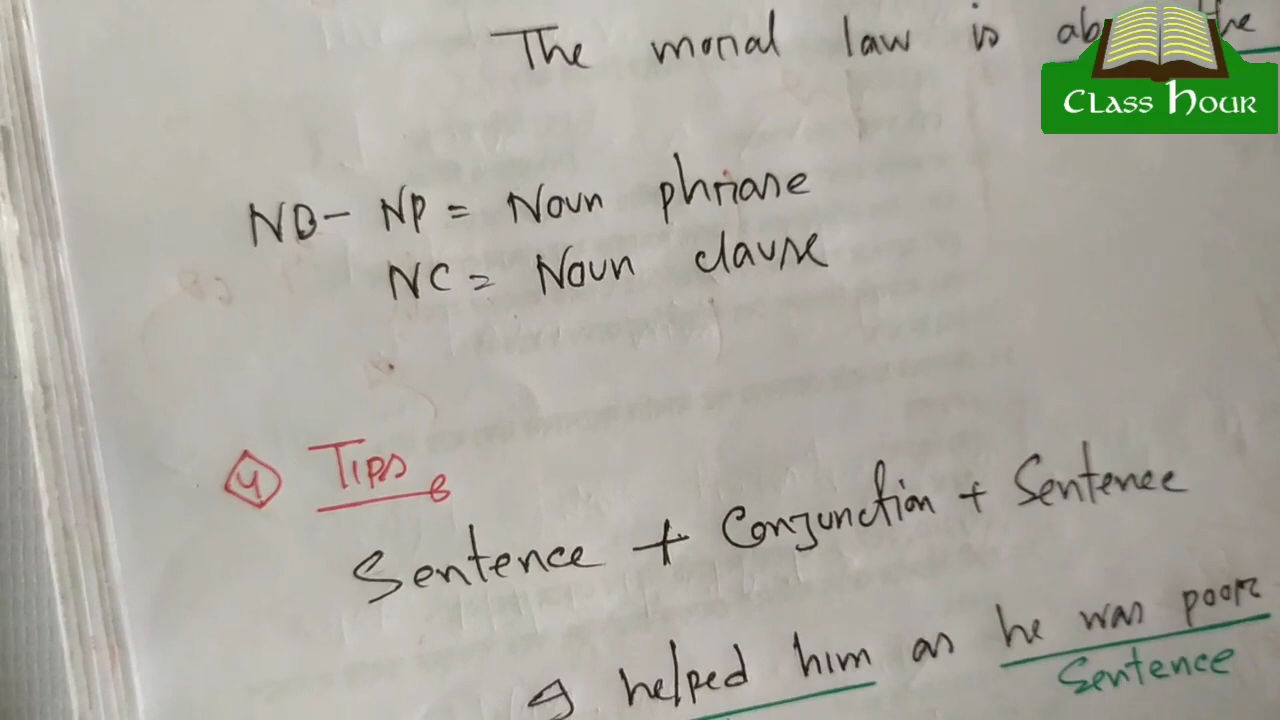 The moral law is
CLASS HOUR
NB- NP = Noun phrase
NC = Noun clause
4 Tips
Sentence + Conjunction + Sentence
I helped him as he was poor
Sentence